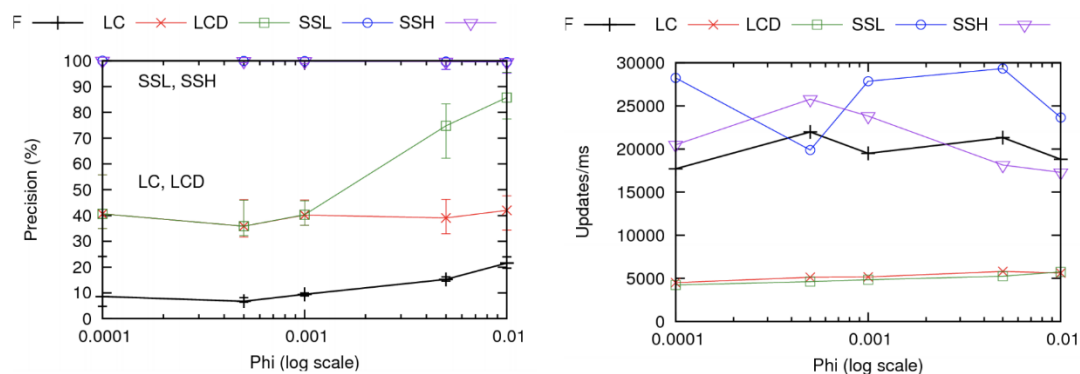 F LC LCD SSL SSH
100
90
80
70
60
50
40
30
20
10
0
SSL, SSH
LC, LCD
Precision (%)
0.0001 0.001 0.01
Phi (log scale)
F LC LCD SSL SSH
30000
25000
20000
15000
10000
5000
0
Updates/ms
0.0001 0.001 0.01
Phi (log scale)